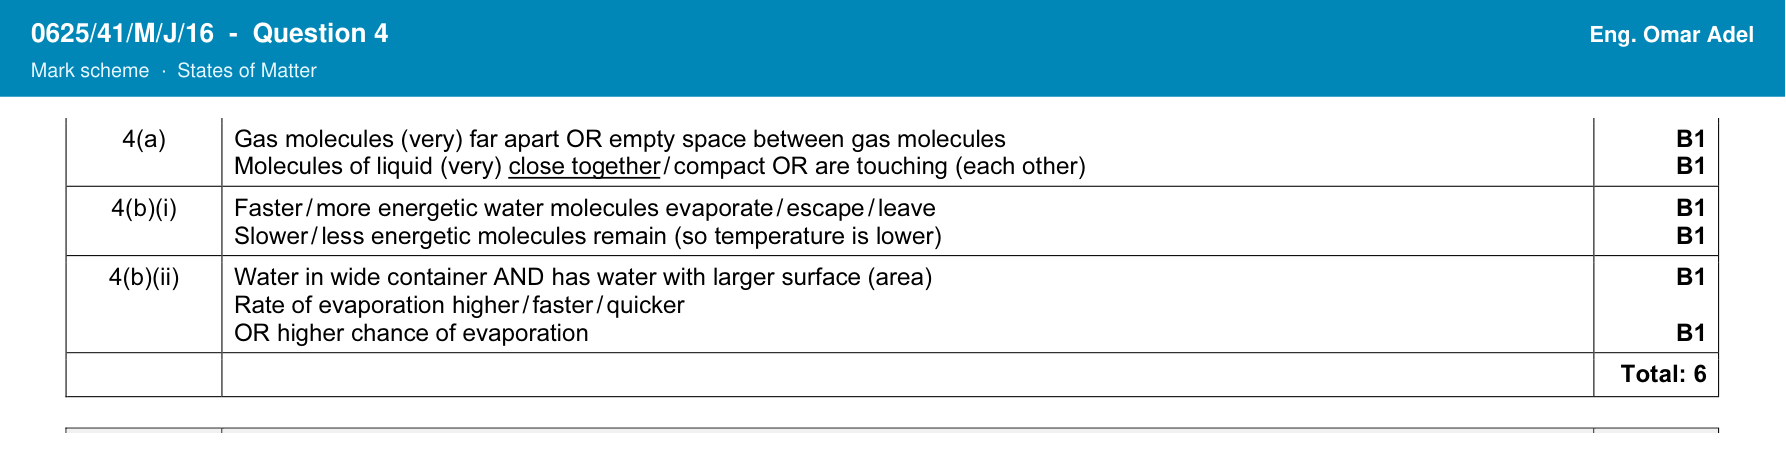 0625/41/M/J/16 - Question 4
Eng. Omar Adel
Mark scheme · States of Matter
4(a) Gas molecules (very) far apart OR empty space between gas molecules B1
Molecules of liquid (very) close together/compact OR are touching (each other) B1
4(b)(i) Faster/more energetic water molecules evaporate/escape/leave B1
Slower/less energetic molecules remain (so temperature is lower) B1
4(b)(ii) Water in wide container AND has water with larger surface (area) B1
Rate of evaporation higher/faster/quicker
OR higher chance of evaporation B1
Total: 6